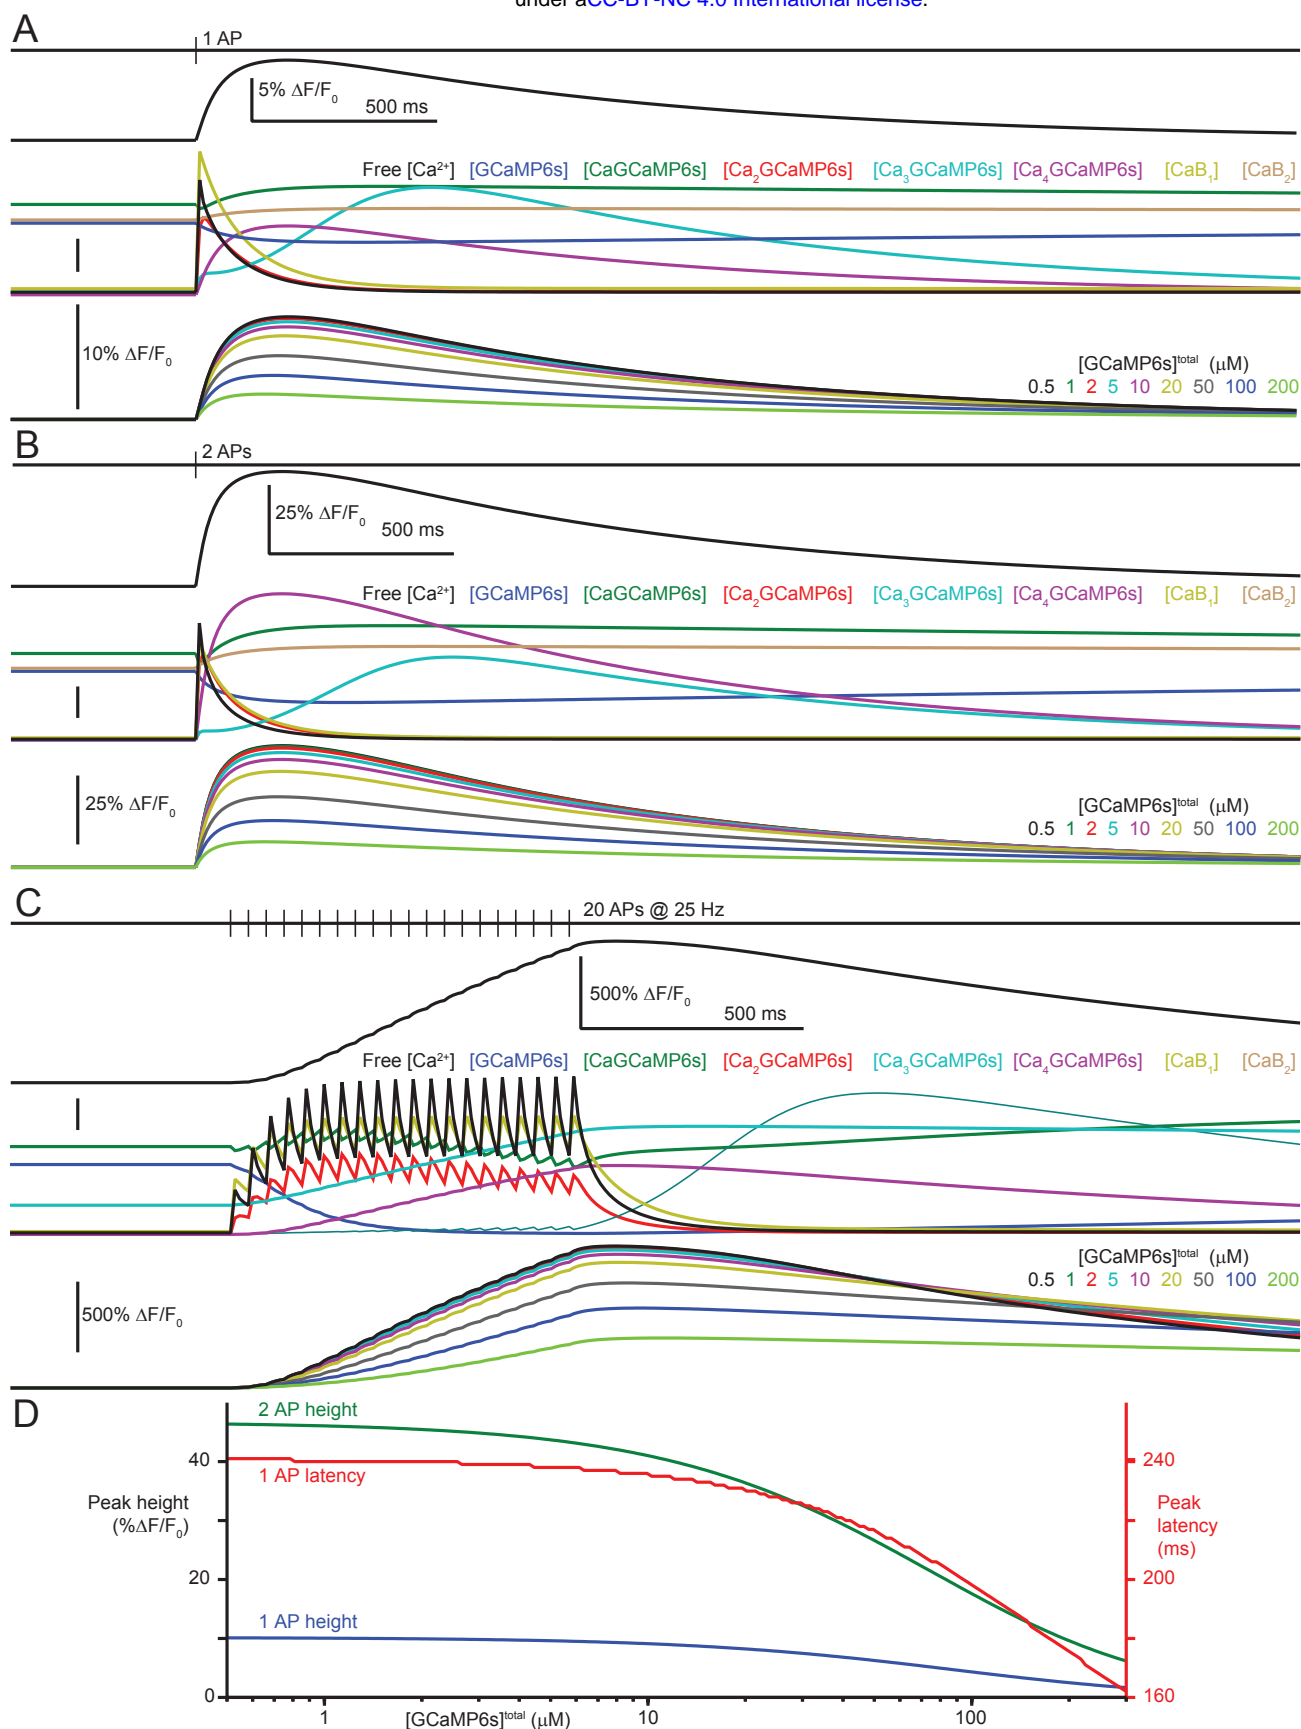 under aCC-BY-NC 4.0 International license.
A
1 AP
5% ΔF/F₀
500 ms
Free [Ca²⁺] [GCaMP6s] [CaGCaMP6s] [Ca₂GCaMP6s] [Ca₃GCaMP6s] [Ca₄GCaMP6s] [CaB₁] [CaB₂]
10% ΔF/F₀
[GCaMP6s]ᵗᵒᵗᵃˡ (μM)
0.5 1 2 5 10 20 50 100 200
B
2 APs
25% ΔF/F₀
500 ms
Free [Ca²⁺] [GCaMP6s] [CaGCaMP6s] [Ca₂GCaMP6s] [Ca₃GCaMP6s] [Ca₄GCaMP6s] [CaB₁] [CaB₂]
25% ΔF/F₀
[GCaMP6s]ᵗᵒᵗᵃˡ (μM)
0.5 1 2 5 10 20 50 100 200
C
20 APs @ 25 Hz
500% ΔF/F₀
500 ms
Free [Ca²⁺] [GCaMP6s] [CaGCaMP6s] [Ca₂GCaMP6s] [Ca₃GCaMP6s] [Ca₄GCaMP6s] [CaB₁] [CaB₂]
500% ΔF/F₀
[GCaMP6s]ᵗᵒᵗᵃˡ (μM)
0.5 1 2 5 10 20 50 100 200
D
2 AP height
1 AP latency
1 AP height
Peak height
(%ΔF/F₀)
40
20
0
240
200
160
Peak
latency
(ms)
1
10
100
[GCaMP6s]ᵗᵒᵗᵃˡ (μM)